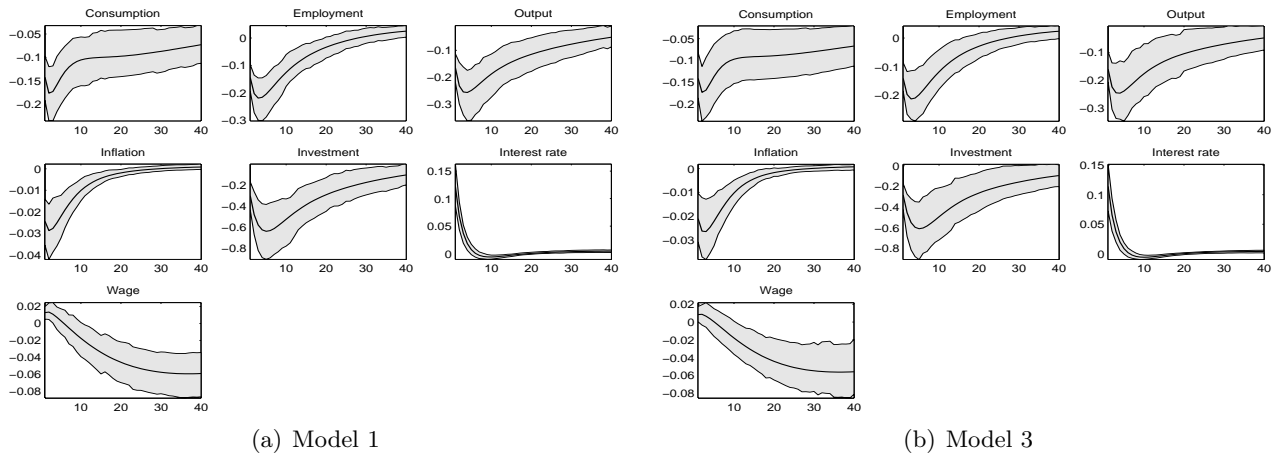 Consumption Employment Output
−0.05 0 −0.1
−0.1 −0.1 −0.2
−0.15 −0.2 −0.3
−0.2 −0.3
10 20 30 40 10 20 30 40 10 20 30 40
Inflation Investment Interest rate
0 −0.2 0.15
−0.01 −0.4 0.1
−0.02 −0.6 0.05
−0.03 −0.8 0
−0.04
10 20 30 40 10 20 30 40 10 20 30 40
Wage
0.02
0
−0.02
−0.04
−0.06
−0.08
10 20 30 40
(a) Model 1
Consumption Employment Output
−0.05 0 −0.1
−0.1 −0.1 −0.2
−0.15 −0.2 −0.3
−0.2
10 20 30 40 10 20 30 40 10 20 30 40
Inflation Investment Interest rate
0 −0.2 0.15
−0.01 −0.4 0.1
−0.02 −0.6 0.05
−0.03 −0.8 0
10 20 30 40 10 20 30 40 10 20 30 40
Wage
0.02
0
−0.02
−0.04
−0.06
−0.08
10 20 30 40
(b) Model 3